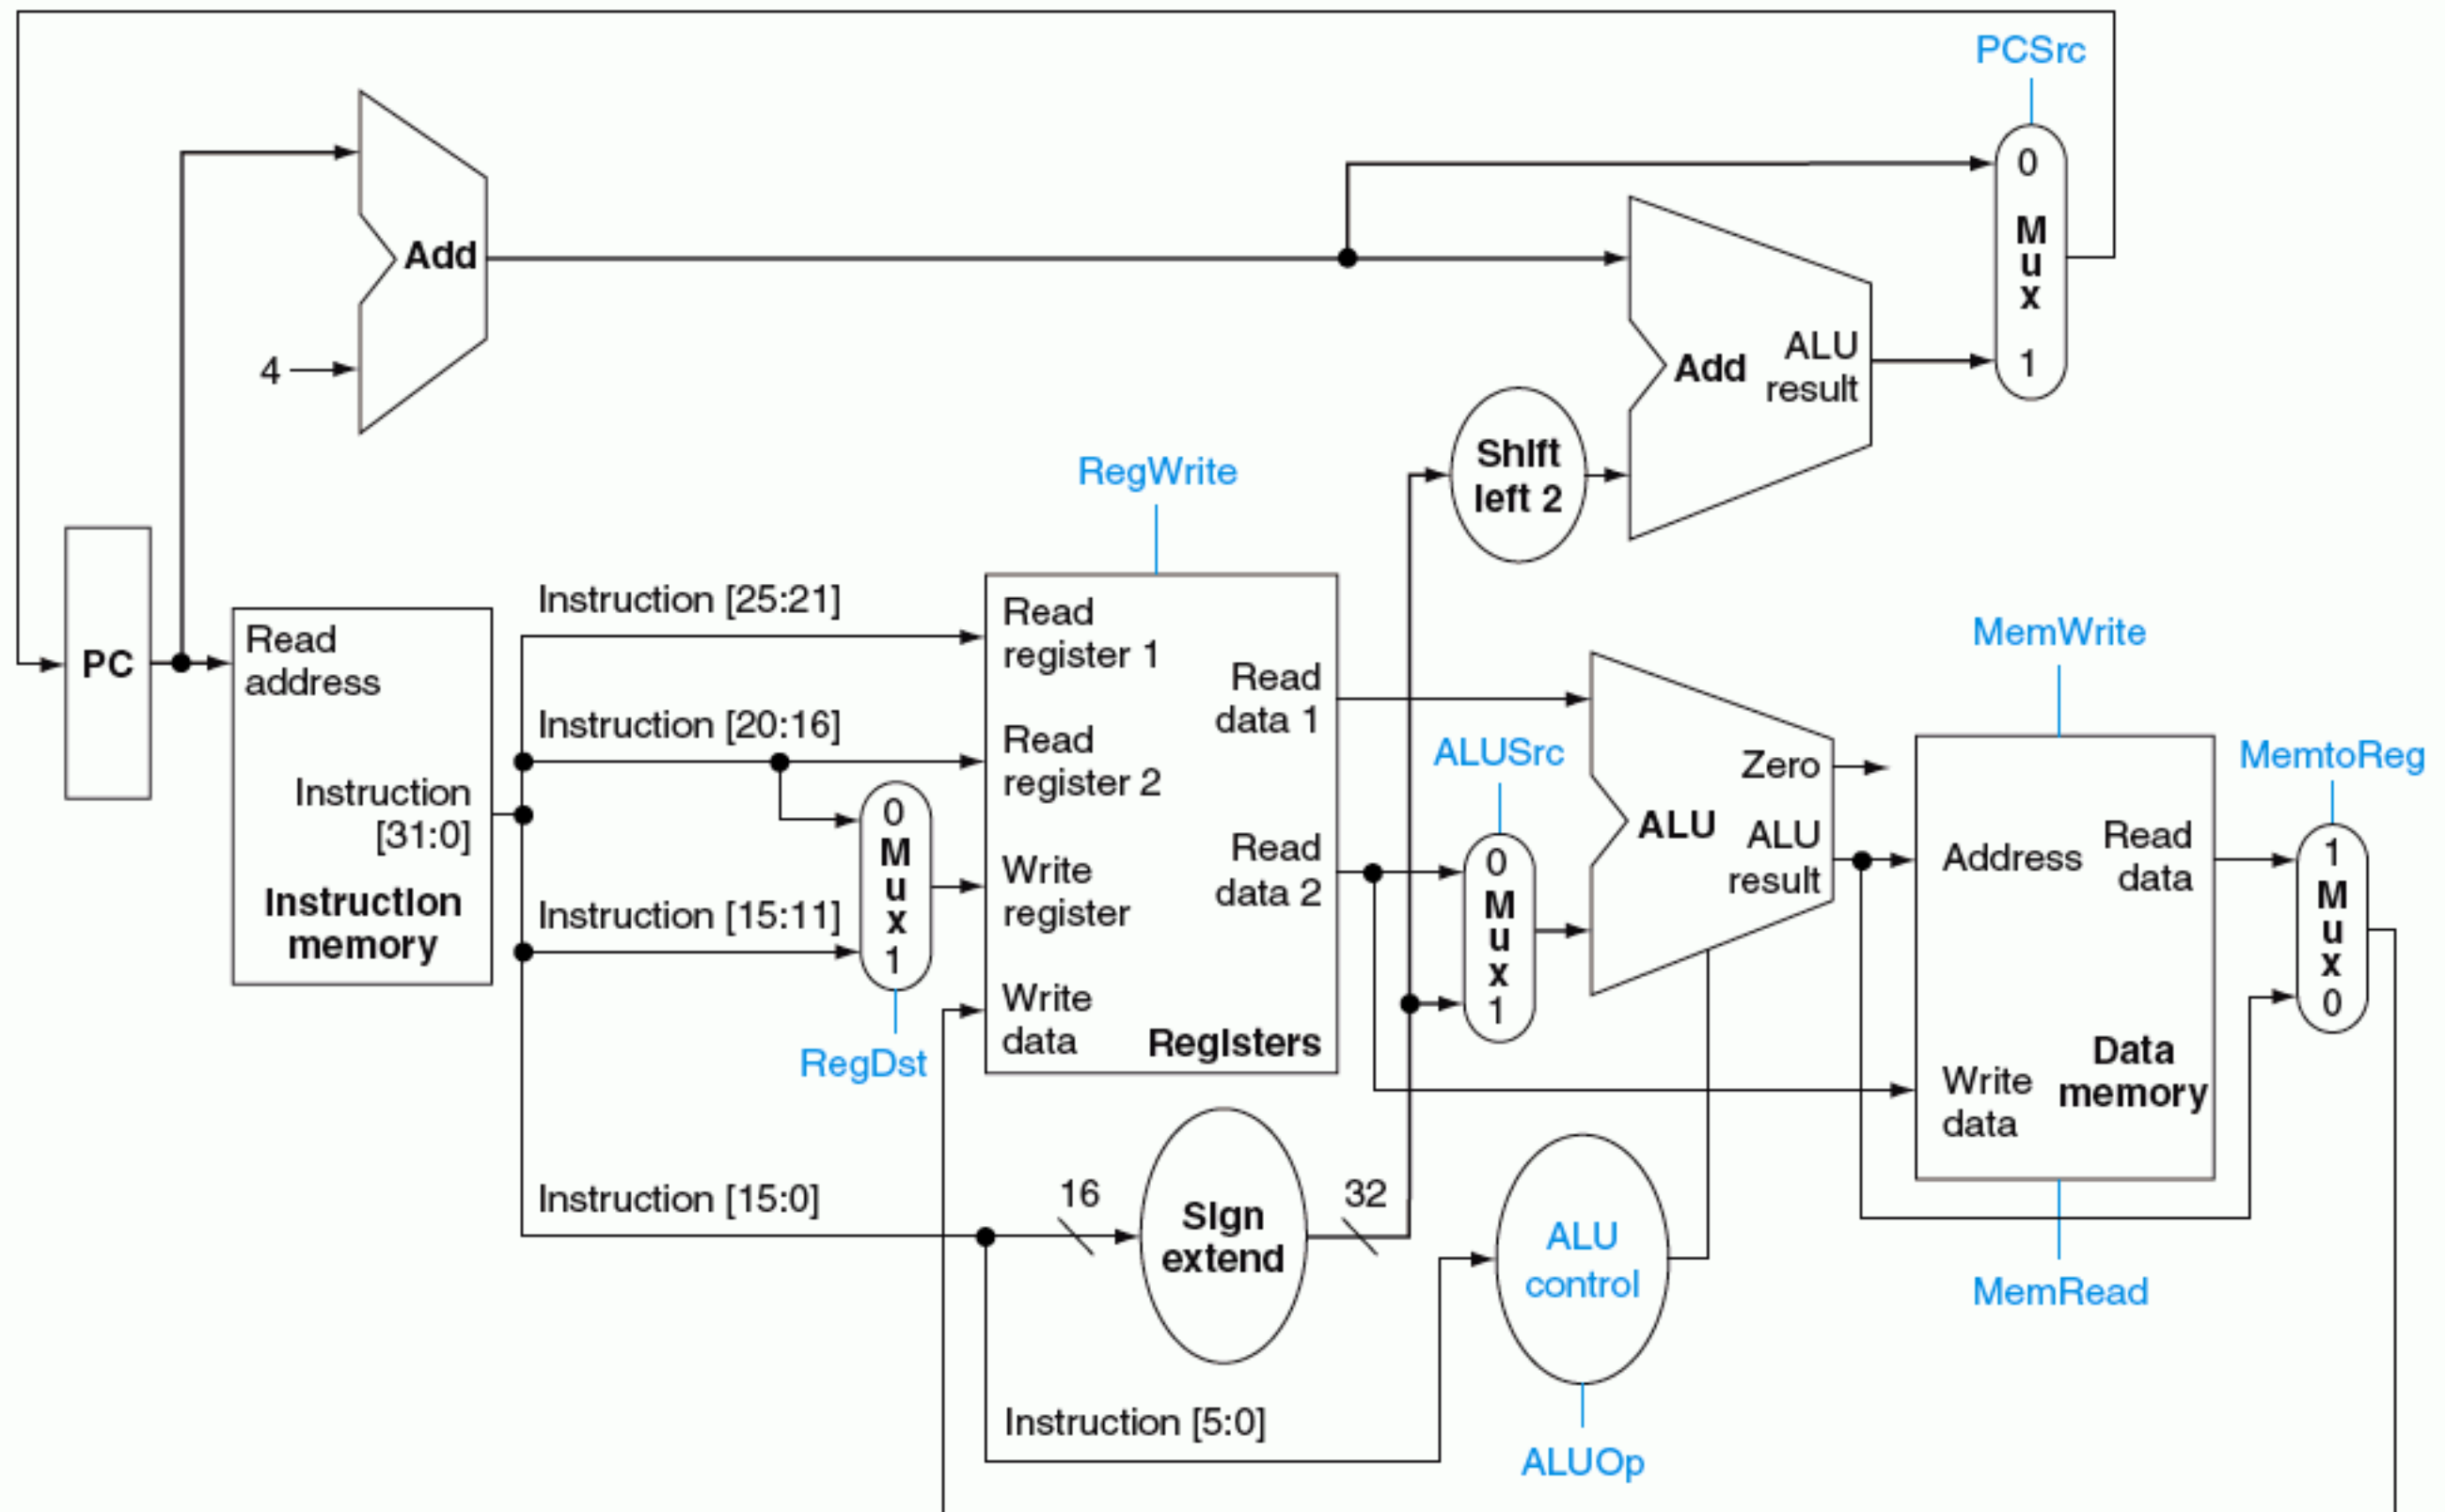 PCSrc
0
M
u
x
1
Add
4
Add
ALU
result
Shift
left 2
RegWrite
PC
Read
address
Instruction
[31:0]
Instruction
memory
Instruction [25:21]
Instruction [20:16]
Instruction [15:11]
Instruction [15:0]
0
M
u
x
1
RegDst
Read
register 1
Read
register 2
Write
register
Write
data
Read
data 1
Read
data 2
Registers
16
Sign
extend
32
Instruction [5:0]
ALUSrc
0
M
u
x
1
ALU
Zero
ALU
result
ALU
control
ALUOp
MemWrite
Address
Read
data
Write
data
Data
memory
MemRead
MemtoReg
1
M
u
x
0